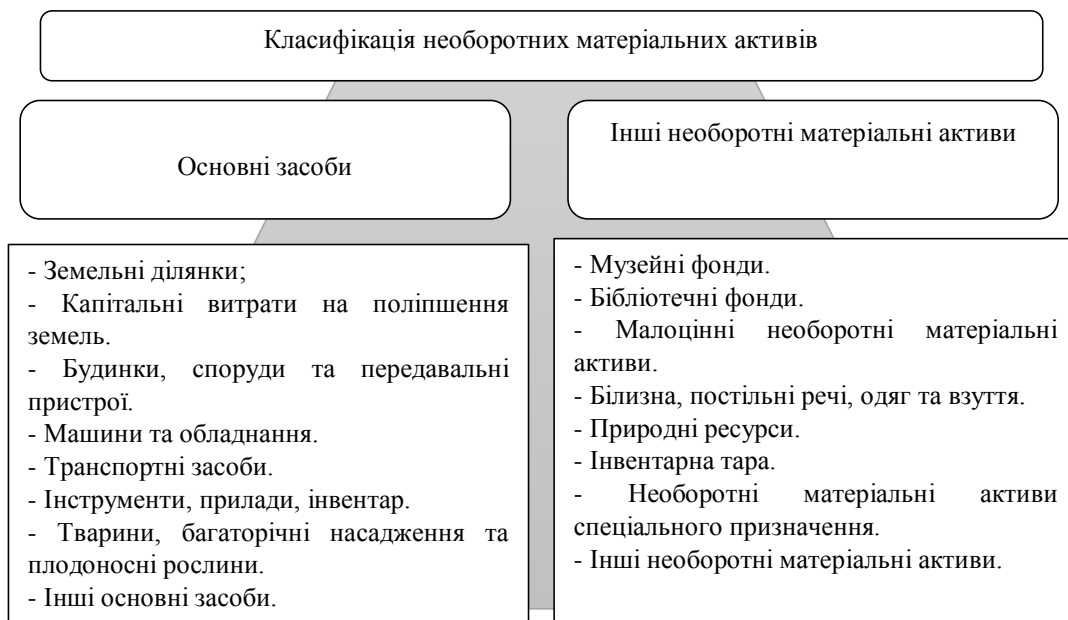 Класифікація необоротних матеріальних активів
Основні засоби
Інші необоротні матеріальні активи
- Земельні ділянки;
- Капітальні витрати на поліпшення
земель.
- Будинки, споруди та передавальні
пристрої.
- Машини та обладнання.
- Транспортні засоби.
- Інструменти, прилади, інвентар.
- Тварини, багаторічні насадження та
плодоносні рослини.
- Інші основні засоби.
- Музейні фонди.
- Бібліотечні фонди.
- Малоцінні необоротні матеріальні
активи.
- Білизна, постільні речі, одяг та взуття.
- Природні ресурси.
- Інвентарна тара.
- Необоротні матеріальні активи
спеціального призначення.
- Інші необоротні матеріальні активи.